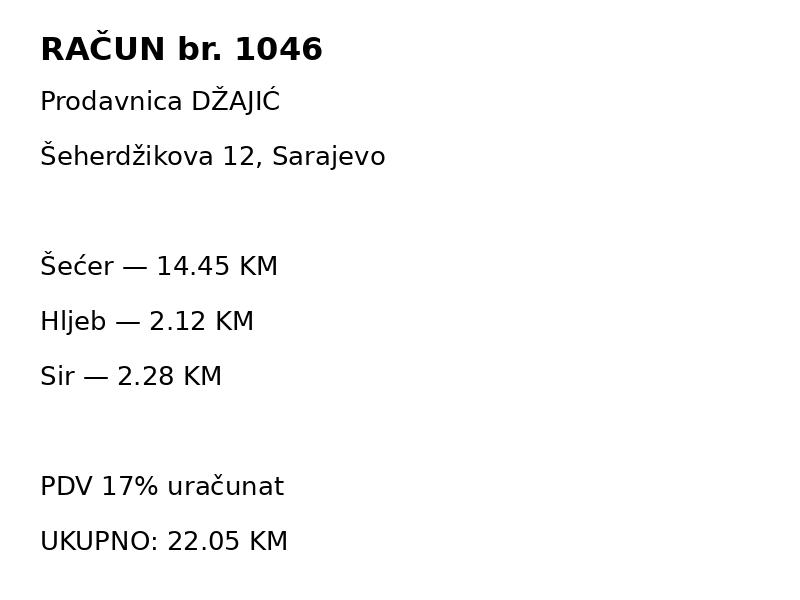 RAČUN br. 1046
Prodavnica DŽAJIĆ
Šeherdžikova 12, Sarajevo
Šećer — 14.45 KM
Hljeb — 2.12 KM
Sir — 2.28 KM
PDV 17% uračunat
UKUPNO: 22.05 KM